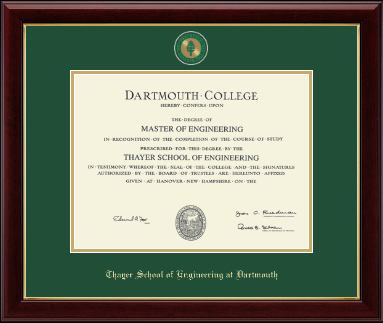 DARTMOUTH·COLLEGE
HEREBY·CONFERS·UPON
THE·DEGREE·OF
MASTER OF ENGINEERING
IN·RECOGNITION·OF·THE·COMPLETION·OF·THE·COURSE·OF·STUDY
PRESCRIBED·FOR·THIS·DEGREE·BY·THE
THAYER SCHOOL OF ENGINEERING
IN·TESTIMONY·WHEREOF·THE·SEAL·OF·THE·COLLEGE·AND·THE·SIGNATURES
AUTHORIZED·BY·THE·BOARD·OF·TRUSTEES·ARE·HEREUNTO·AFFIXED
GIVEN·AT·HANOVER·NEW·HAMPSHIRE·ON·THE
Thayer School of Engineering at Dartmouth